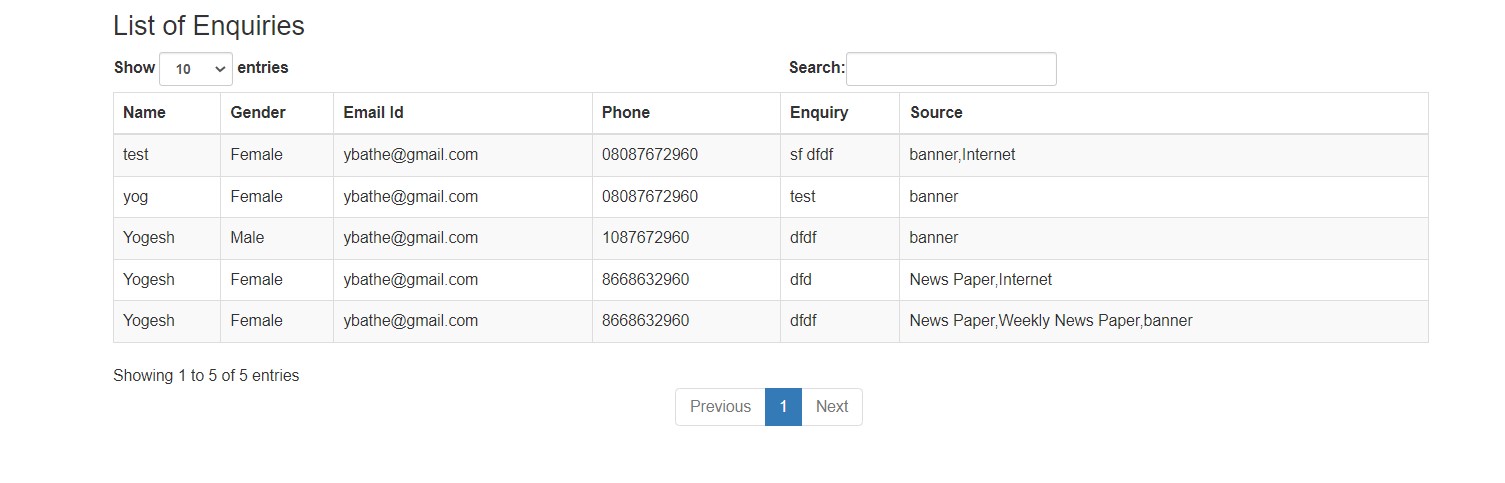 List of Enquiries
Show 10 entries Search:
Name Gender Email Id Phone Enquiry Source
test Female ybathe@gmail.com 08087672960 sf dfdf banner,Internet
yog Female ybathe@gmail.com 08087672960 test banner
Yogesh Male ybathe@gmail.com 1087672960 dfdf banner
Yogesh Female ybathe@gmail.com 8668632960 dfd News Paper,Internet
Yogesh Female ybathe@gmail.com 8668632960 dfdf News Paper,Weekly News Paper,banner
Showing 1 to 5 of 5 entries
Previous 1 Next